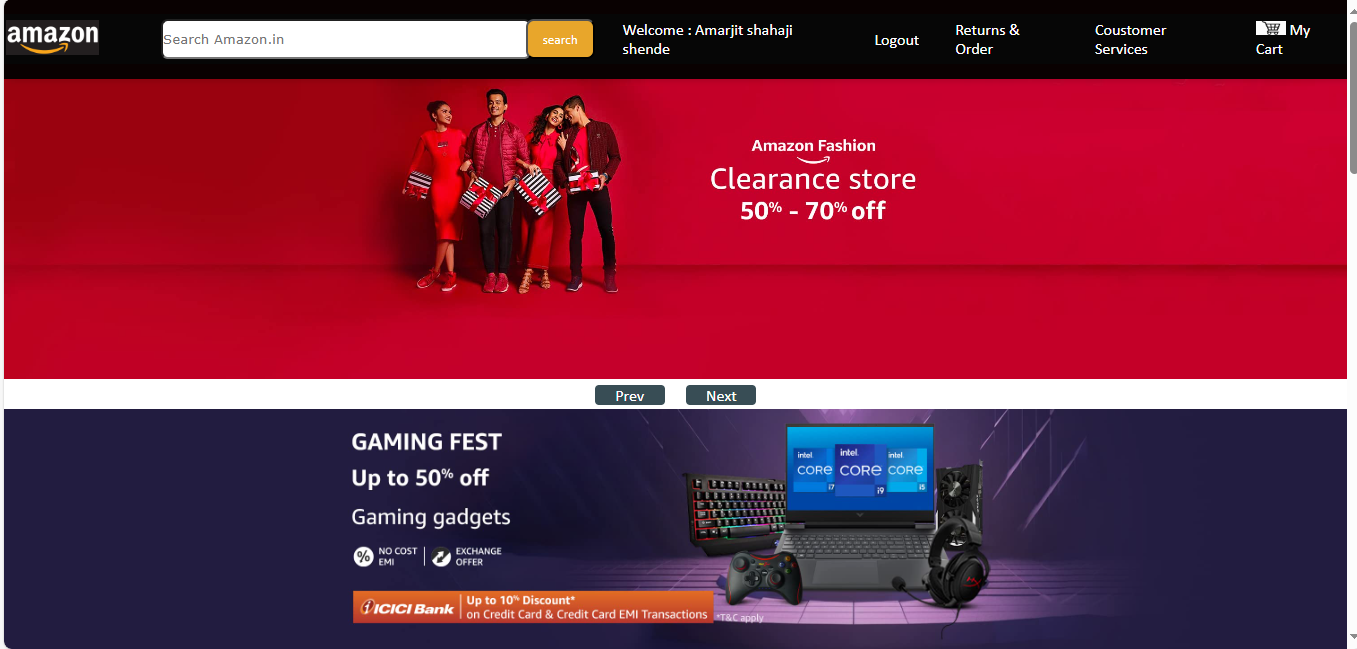 amazon
Search Amazon.in
search
Welcome : Amarjit shahaji
shende
Logout
Returns &
Order
Coustomer
Services
My
Cart
Amazon Fashion
Clearance store
50% - 70% off
Prev
Next
GAMING FEST
Up to 50% off
Gaming gadgets
NO COST
EMI
EXCHANGE
OFFER
ICICI Bank
Up to 10% Discount*
on Credit Card & Credit Card EMI Transactions
*T&C apply
intel.
CORE
i7
intel.
CORE
i9
intel.
CORE
i5